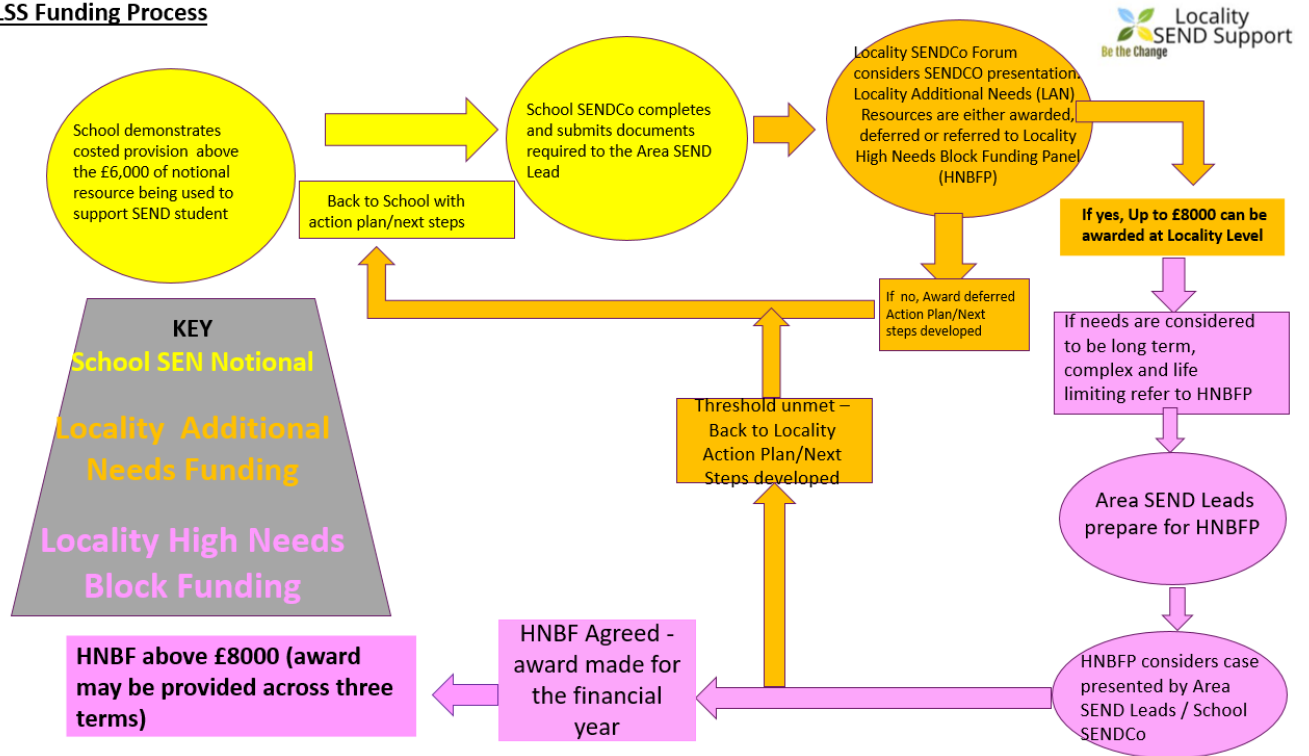 LSS Funding Process
Locality
SEND Support
Be the Change
School demonstrates
costed provision above
the £6,000 of notional
resource being used to
support SEND student
School SENDCo completes
and submits documents
required to the Area SEND
Lead
Locality SENDCo Forum
considers SENDCO presentation.
Locality Additional Needs (LAN)
Resources are either awarded,
deferred or referred to Locality
High Needs Block Funding Panel
(HNBFP)
Back to School with
action plan/next steps
If yes, Up to £8000 can be
awarded at Locality Level
If no, Award deferred
Action Plan/Next
steps developed
If needs are considered
to be long term,
complex and life
limiting refer to HNBFP
KEY
School SEN Notional
Locality Additional
Needs Funding
Locality High Needs
Block Funding
Threshold unmet –
Back to Locality
Action Plan/Next
Steps developed
Area SEND Leads
prepare for HNBFP
HNBFP considers case
presented by Area
SEND Leads / School
SENDCo
HNBF Agreed -
award made for
the financial
year
HNBF above £8000 (award
may be provided across three
terms)